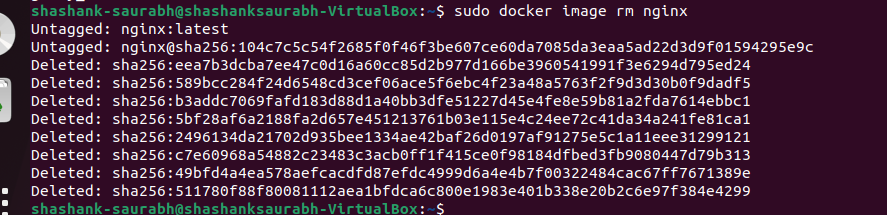 shashank-saurabh@shashanksaurabh-VirtualBox:~$ sudo docker image rm nginx
Untagged: nginx:latest
Untagged: nginx@sha256:104c7c5c54f2685f0f46f3be607ce60da7085da3eaa5ad22d3d9f01594295e9c
Deleted: sha256:eea7b3dcba7ee47c0d16a60cc85d2b977d166be3960541991f3e6294d795ed24
Deleted: sha256:589bcc284f24d6548cd3cef06ace5f6ebc4f23a48a5763f2f9d3d30b0f9dadf5
Deleted: sha256:b3addc7069fafd183d88d1a40bb3dfe51227d45e4fe8e59b81a2fda7614ebbc1
Deleted: sha256:5bf28af6a2188fa2d657e451213761b03e115e4c24ee72c41da34a241fe81ca1
Deleted: sha256:2496134da21702d935bee1334ae42baf26d0197af91275e5c1a11eee31299121
Deleted: sha256:c7e60968a54882c23483c3acb0ff1f415ce0f98184dfbed3fb9080447d79b313
Deleted: sha256:49bfd4a4ea578aefcacdfd87efdc4999d6a4e4b7f00322484cac67ff7671389e
Deleted: sha256:511780f88f80081112aea1bfdca6c800e1983e401b338e20b2c6e97f384e4299
shashank-saurabh@shashanksaurabh-VirtualBox:~$